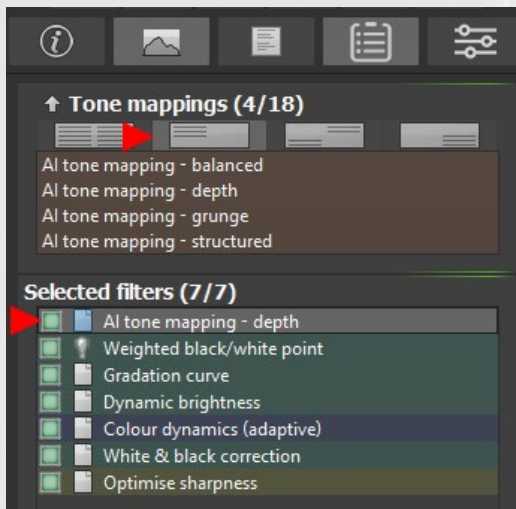 Tone mappings (4/18)
AI tone mapping - balanced
AI tone mapping - depth
AI tone mapping - grunge
AI tone mapping - structured
Selected filters (7/7)
AI tone mapping - depth
Weighted black/white point
Gradation curve
Dynamic brightness
Colour dynamics (adaptive)
White & black correction
Optimise sharpness